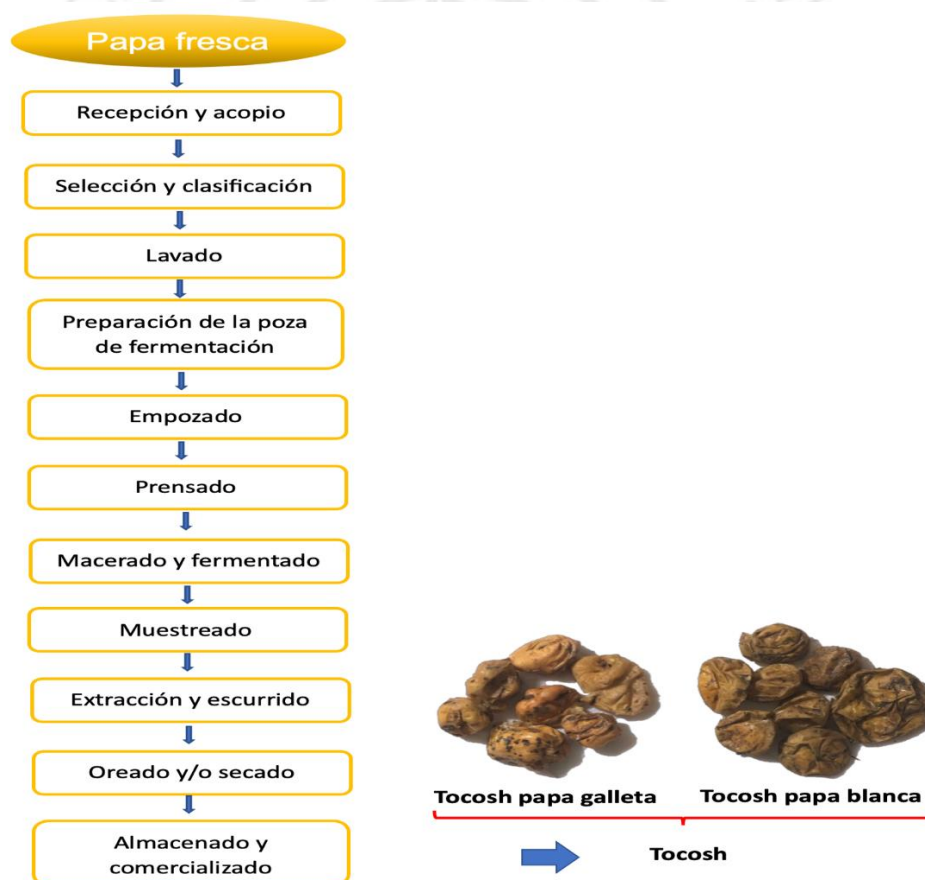 Papa fresca
Recepción y acopio
Selección y clasificación
Lavado
Preparación de la poza
de fermentación
Empozado
Prensado
Macerado y fermentado
Muestreado
Extracción y escurrido
Oreado y/o secado
Almacenado y
comercializado
Tocosh papa galleta
Tocosh papa blanca
Tocosh